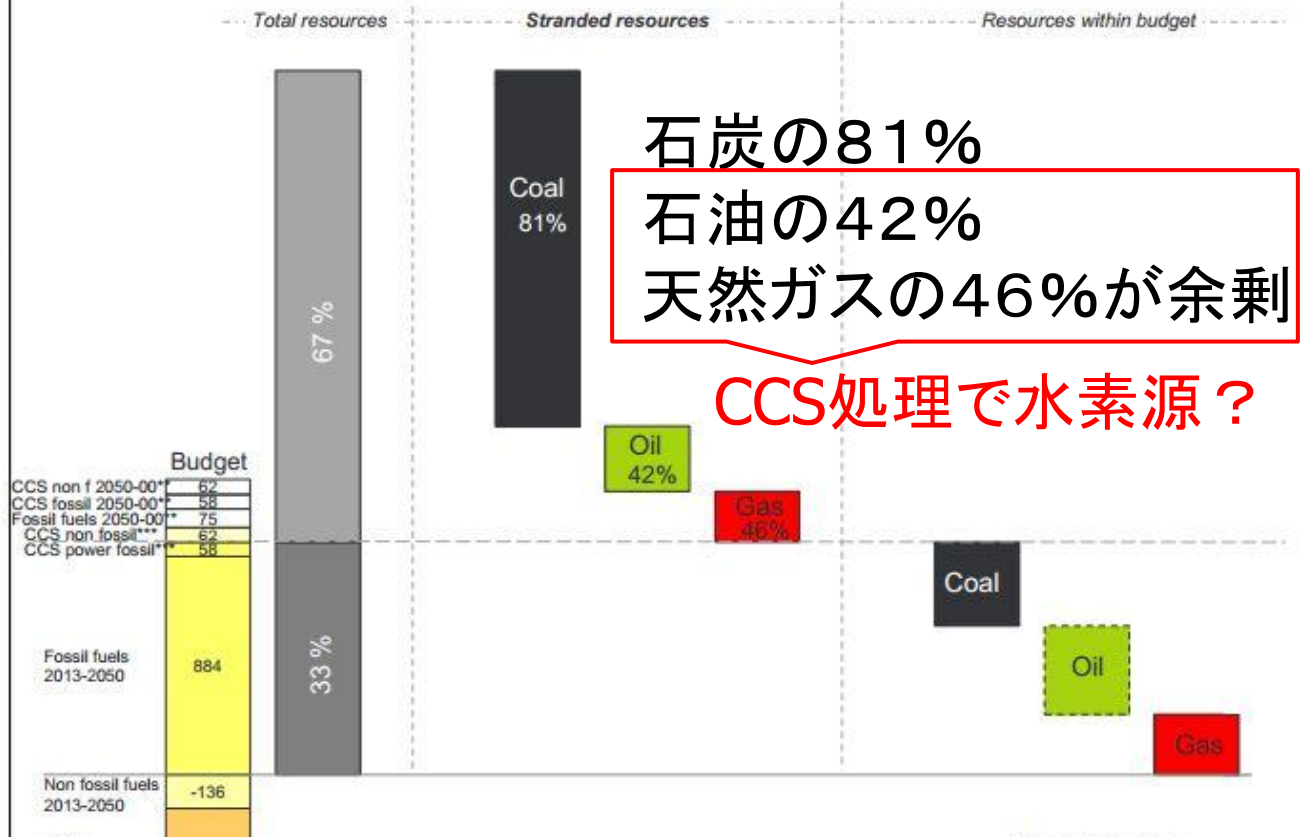 Total resources
Stranded resources
Resources within budget
石炭の81%
石油の42%
天然ガスの46%が余剰
CCS処理で水素源？
Coal
81%
Oil
42%
Gas
46%
67 %
33 %
Budget
CCS non f 2050-00**
62
CCS fossil 2050-00**
58
Fossil fuels 2050-00**
75
CCS non fossil***
62
CCS power fossil***
58
Fossil fuels
2013-2050
884
Non fossil fuels
2013-2050
-136
Coal
Oil
Gas